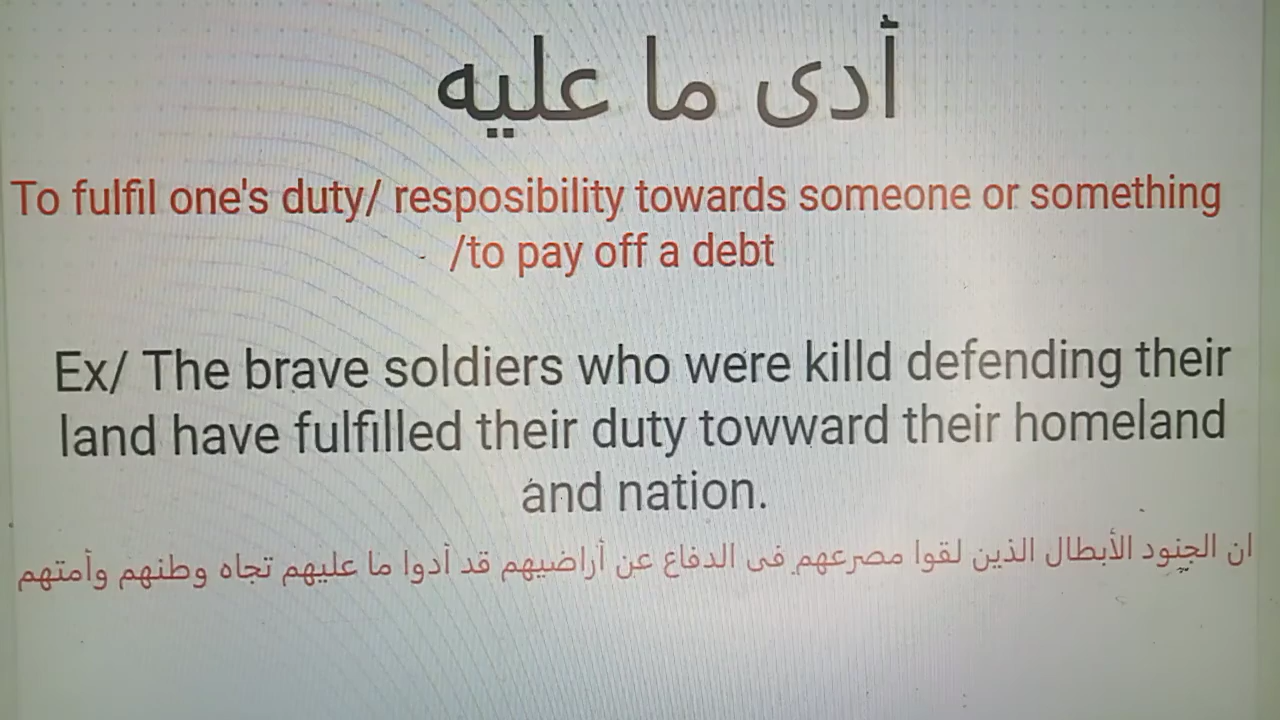 أدى ما عليه
To fulfil one's duty/ resposibility towards someone or something
/to pay off a debt
Ex/ The brave soldiers who were killd defending their
land have fulfilled their duty towward their homeland
and nation.
ان الجنود الأبطال الذين لقوا مصرعهم فى الدفاع عن أراضيهم قد أدوا ما عليهم تجاه وطنهم وأمتهم